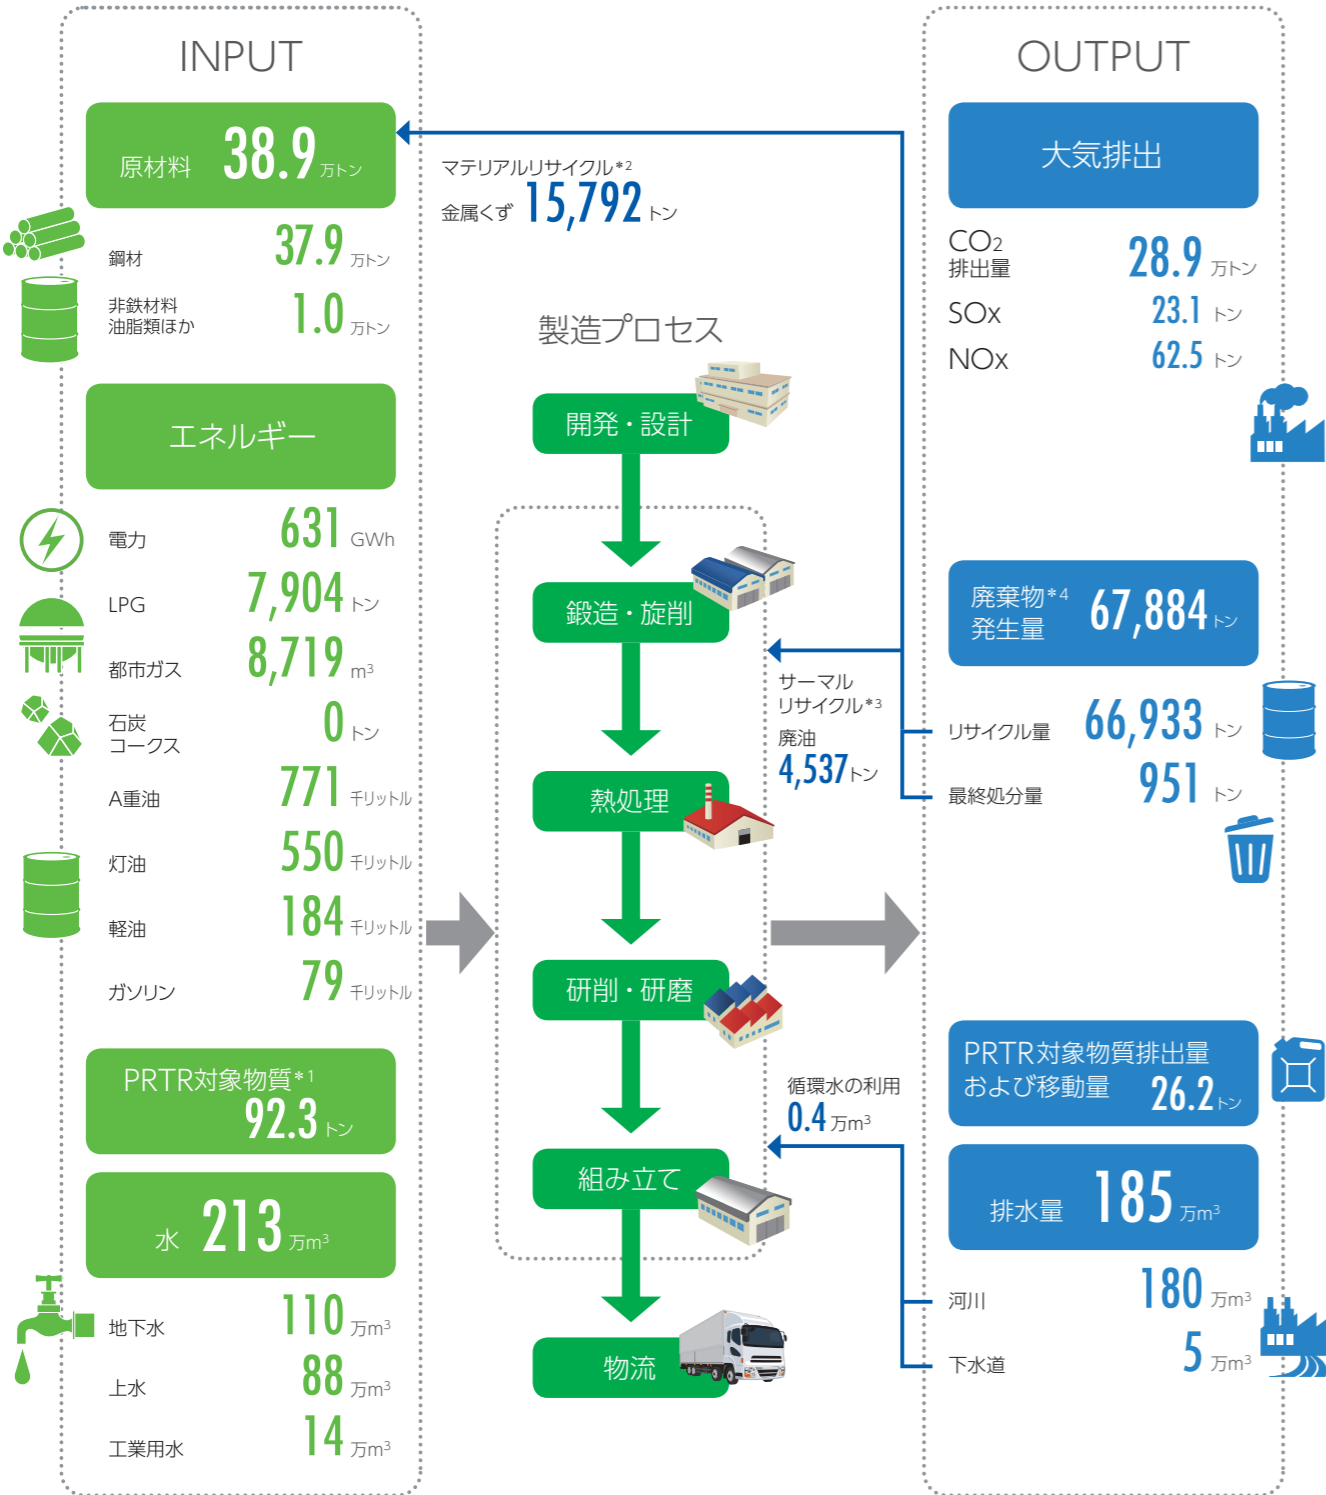 INPUT
原材料 38.9 万トン
鋼材 37.9 万トン
非鉄材料
油脂類ほか 1.0 万トン
エネルギー
電力 631 GWh
LPG 7,904 トン
都市ガス 8,719 m³
石炭
コークス 0 トン
A重油 771 千リットル
灯油 550 千リットル
軽油 184 千リットル
ガソリン 79 千リットル
PRTR対象物質*1
92.3 トン
水 213 万m³
地下水 110 万m³
上水 88 万m³
工業用水 14 万m³
マテリアルリサイクル*2
金属くず 15,792 トン
製造プロセス
開発・設計
鍛造・旋削
熱処理
研削・研磨
組み立て
物流
サーマル
リサイクル*3
廃油
4,537トン
循環水の利用
0.4 万m³
OUTPUT
大気排出
CO₂
排出量 28.9 万トン
SOx 23.1 トン
NOx 62.5 トン
廃棄物*4
発生量 67,884 トン
リサイクル量 66,933 トン
最終処分量 951 トン
PRTR対象物質排出量
および移動量 26.2 トン
排水量 185 万m³
河川 180 万m³
下水道 5 万m³